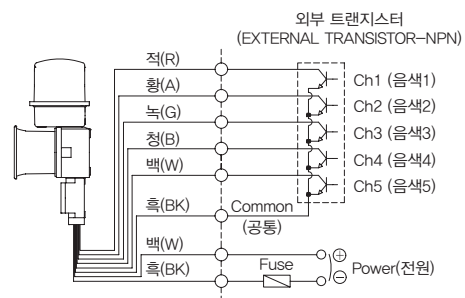 외부 트랜지스터
(EXTERNAL TRANSISTOR-NPN)
적(R)
Ch1 (음색1)
황(A)
Ch2 (음색2)
녹(G)
Ch3 (음색3)
청(B)
Ch4 (음색4)
백(W)
Ch5 (음색5)
흑(BK)
Common
(공통)
백(W)
흑(BK)
Fuse
Power(전원)